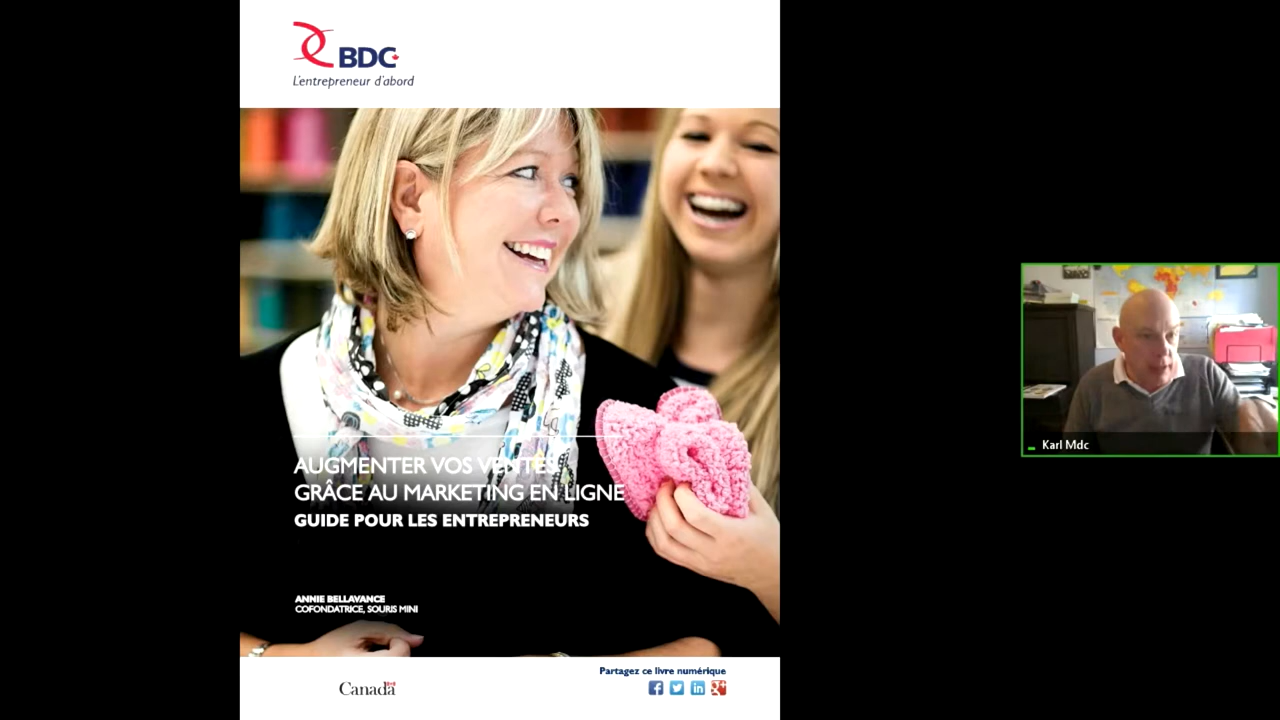 BDC
L'entrepreneur d'abord
AUGMENTER VOS VENTES
GRÂCE AU MARKETING EN LIGNE
GUIDE POUR LES ENTREPRENEURS
ANNIE BELLAVANCE
COFONDATRICE, SOURIS MINI
Partagez ce livre numérique
Canada
Karl Mdc